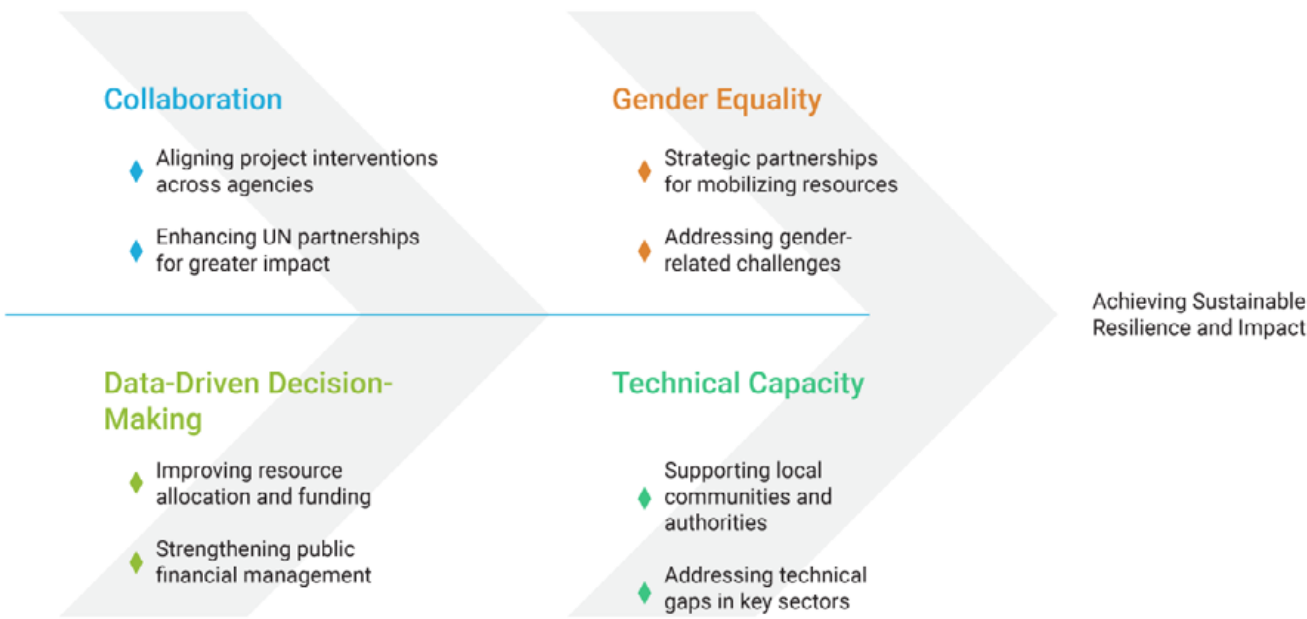 Collaboration
Aligning project interventions
across agencies
Enhancing UN partnerships
for greater impact
Gender Equality
Strategic partnerships
for mobilizing resources
Addressing gender-
related challenges
Achieving Sustainable
Resilience and Impact
Data-Driven Decision-
Making
Improving resource
allocation and funding
Strengthening public
financial management
Technical Capacity
Supporting local
communities and
authorities
Addressing technical
gaps in key sectors